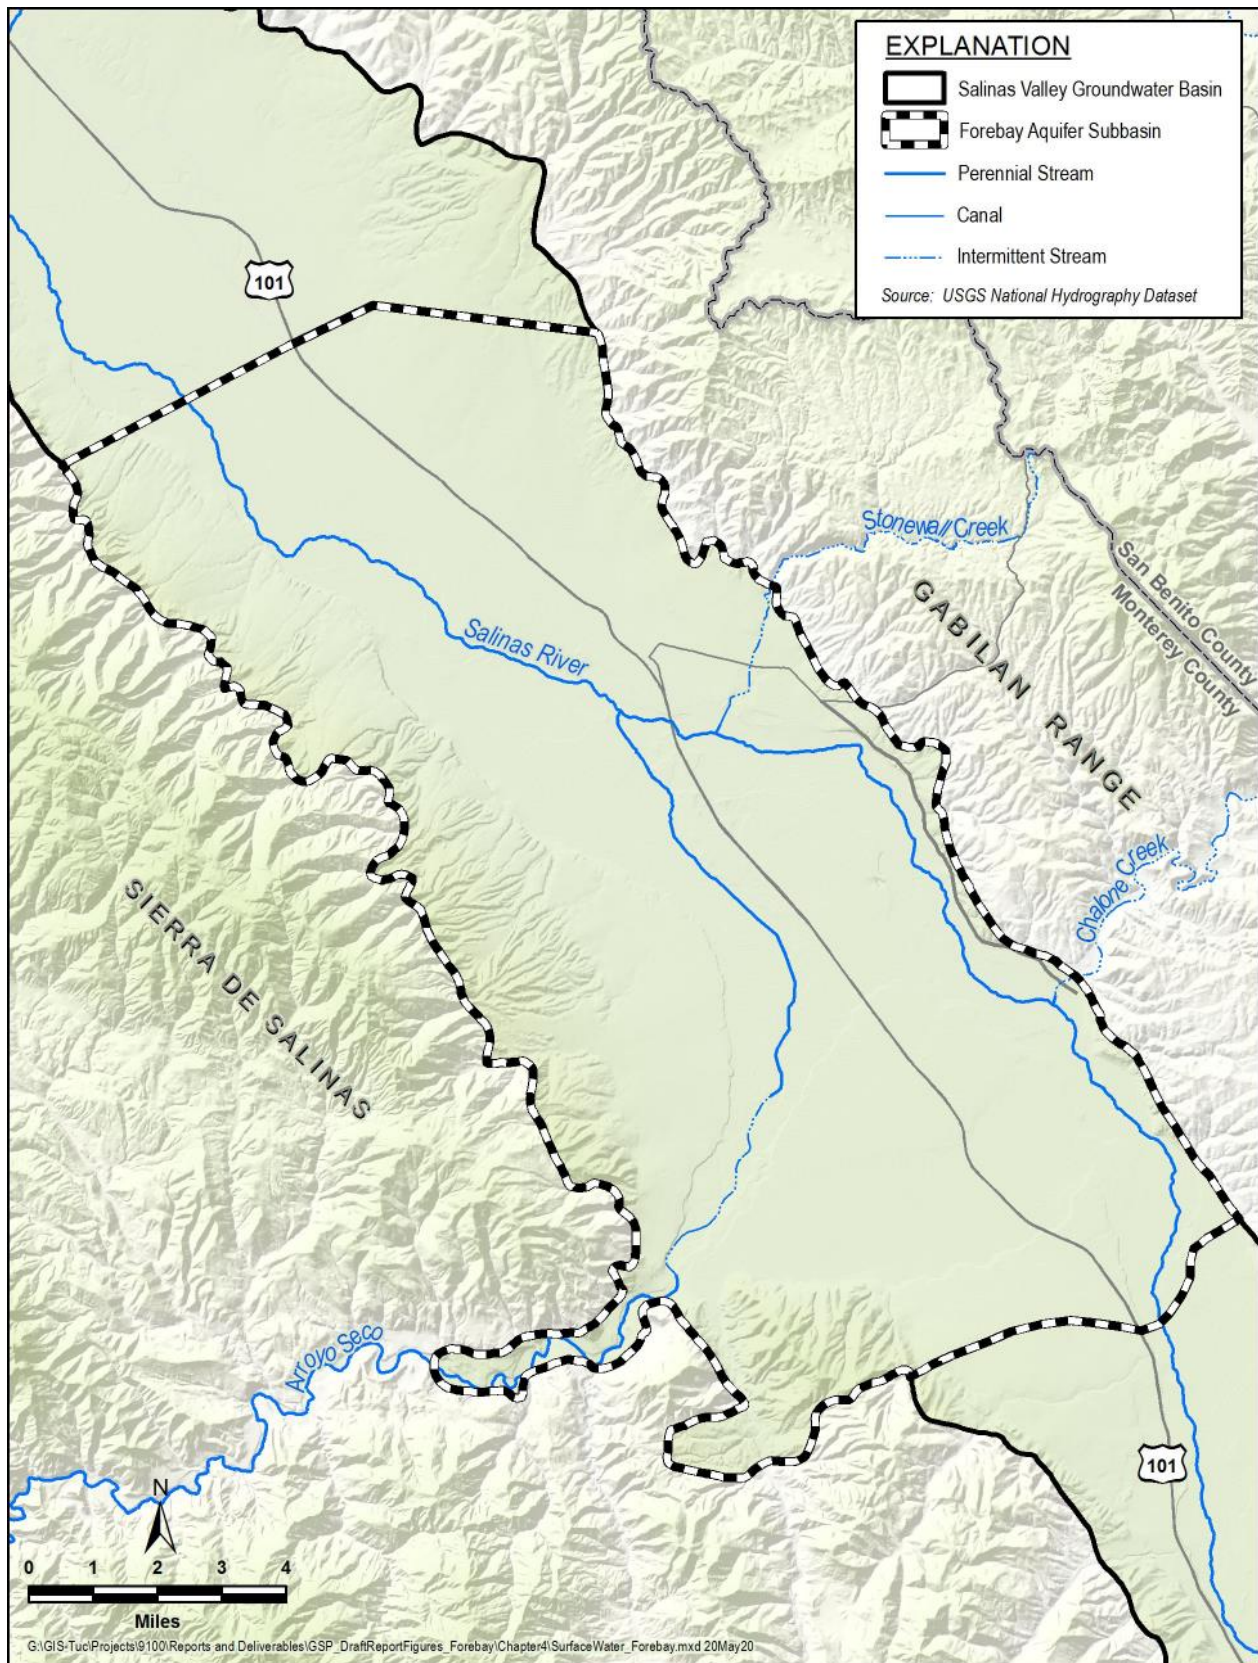 EXPLANATION
Salinas Valley Groundwater Basin
Forebay Aquifer Subbasin
Perennial Stream
Canal
Intermittent Stream
Source: USGS National Hydrography Dataset
101
Stonewall Creek
San Benito County
Monterey County
GABILAN RANGE
Salinas River
Chalone Creek
SIERRA DE SALINAS
Arroyo Seco
101
N
0 1 2 3 4
Miles
G:\GIS-Tuc\Projects\9100\Reports and Deliverables\GSP_DraftReportFigures_Forebay\Chapter4\SurfaceWater_Forebay.mxd 20May20